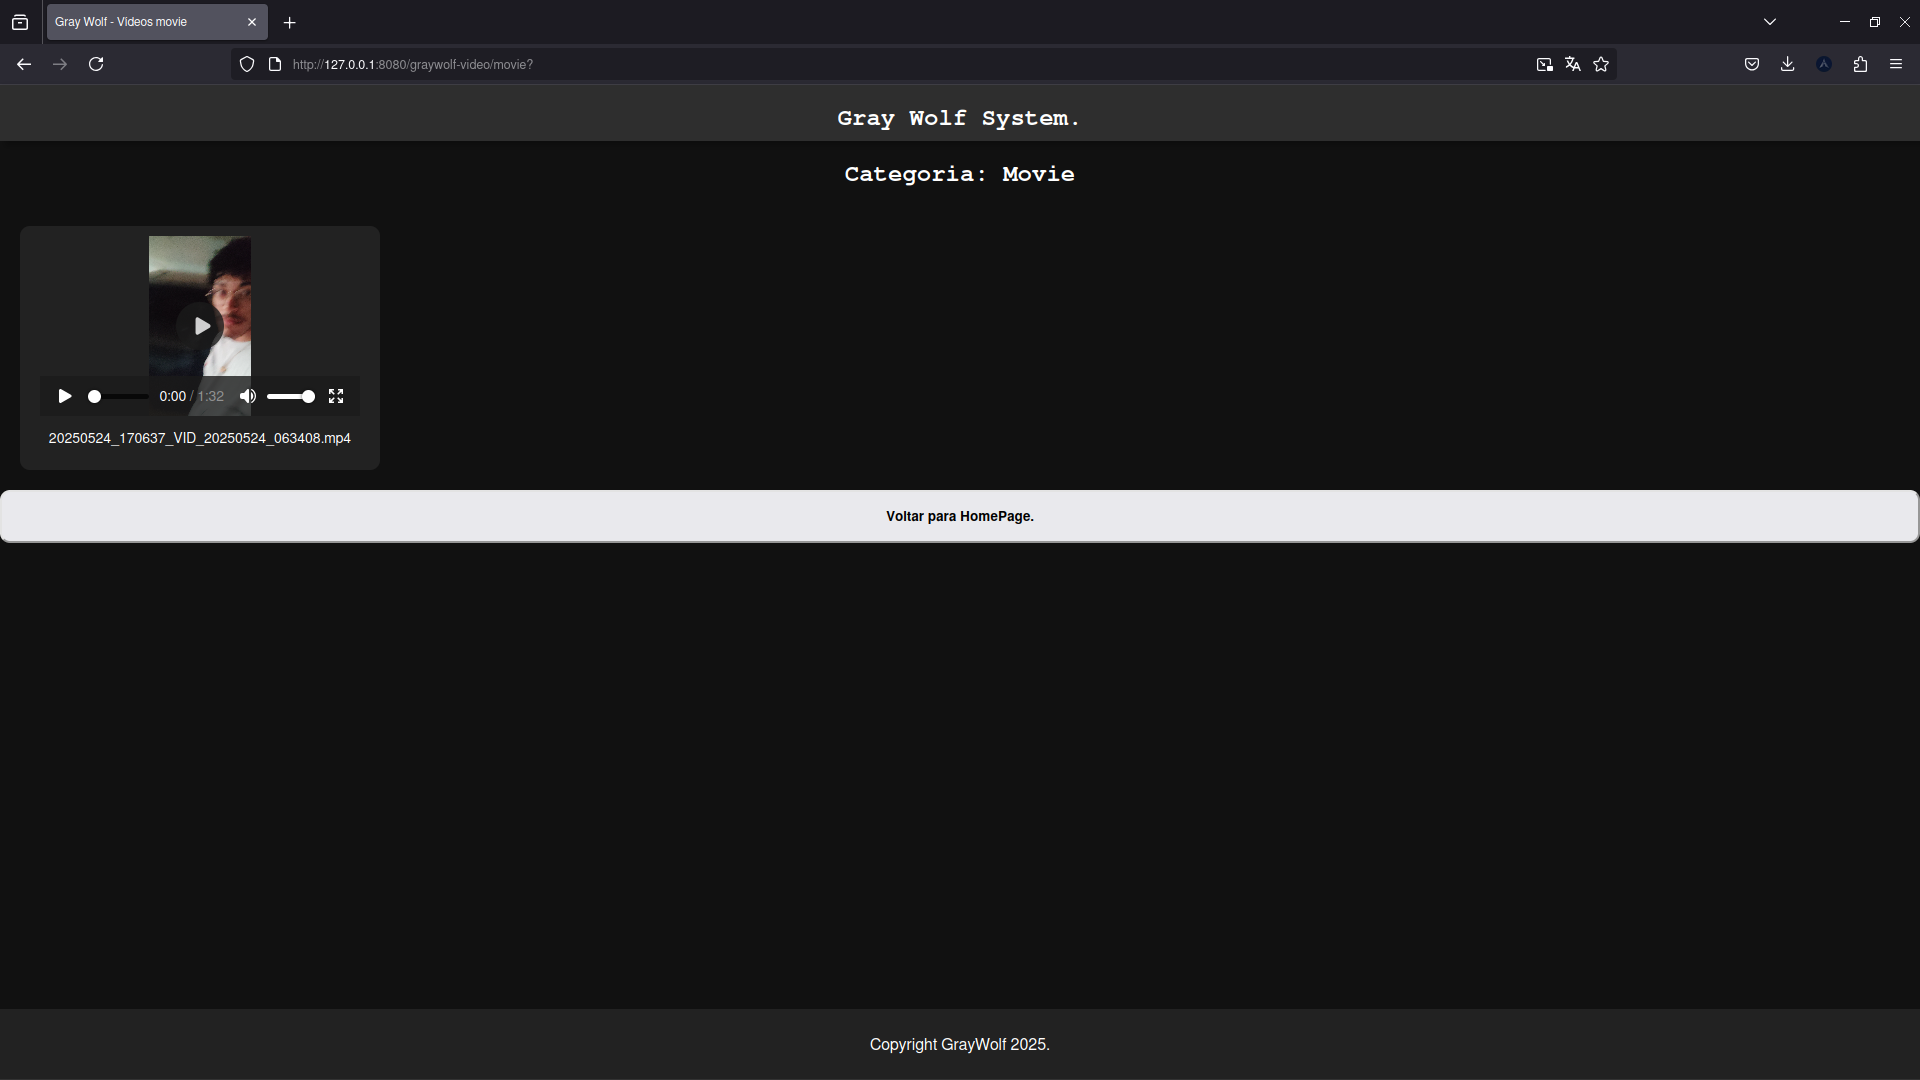 Gray Wolf - Videos movie
http://127.0.0.1:8080/graywolf-video/movie?
Gray Wolf System.
Categoria: Movie
0:00 / 1:32
20250524_170637_VID_20250524_063408.mp4
Voltar para HomePage.
Copyright GrayWolf 2025.